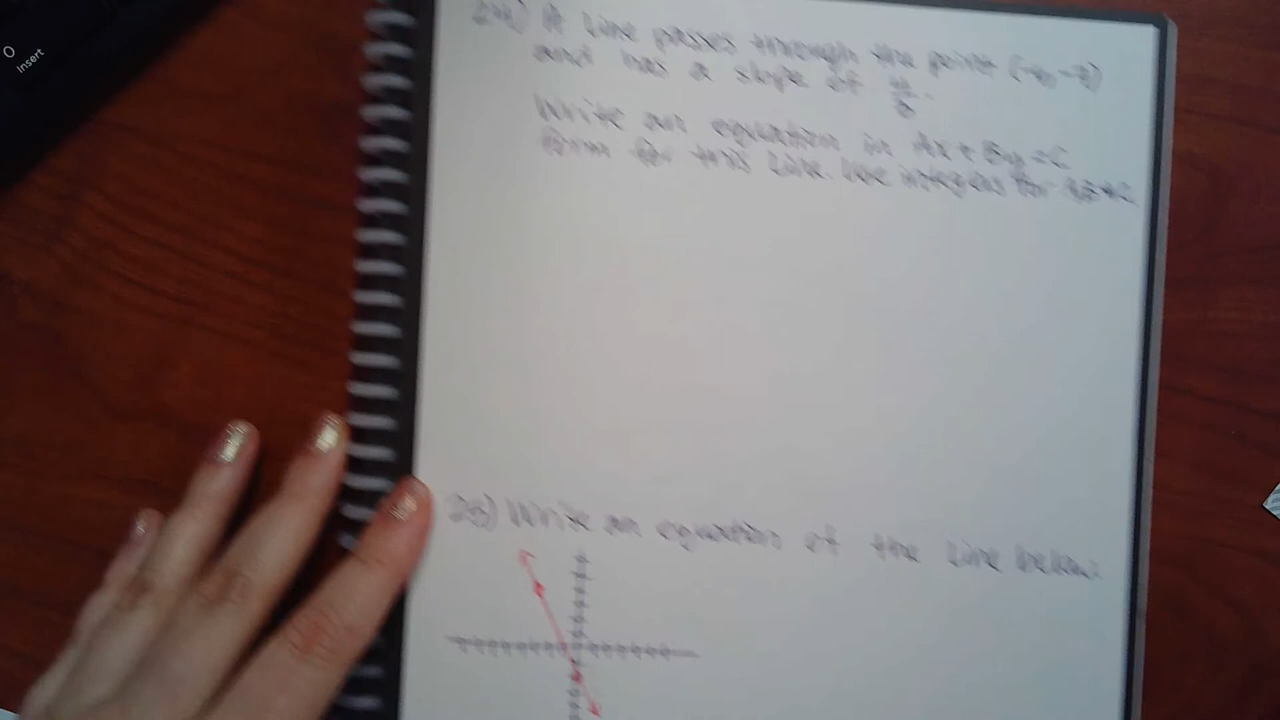 Insert
24) A line passes through the point
and has a slope of
Write an equation in Ax + By = C
form for this line. Use integers for
25) Write an equation of the line below.